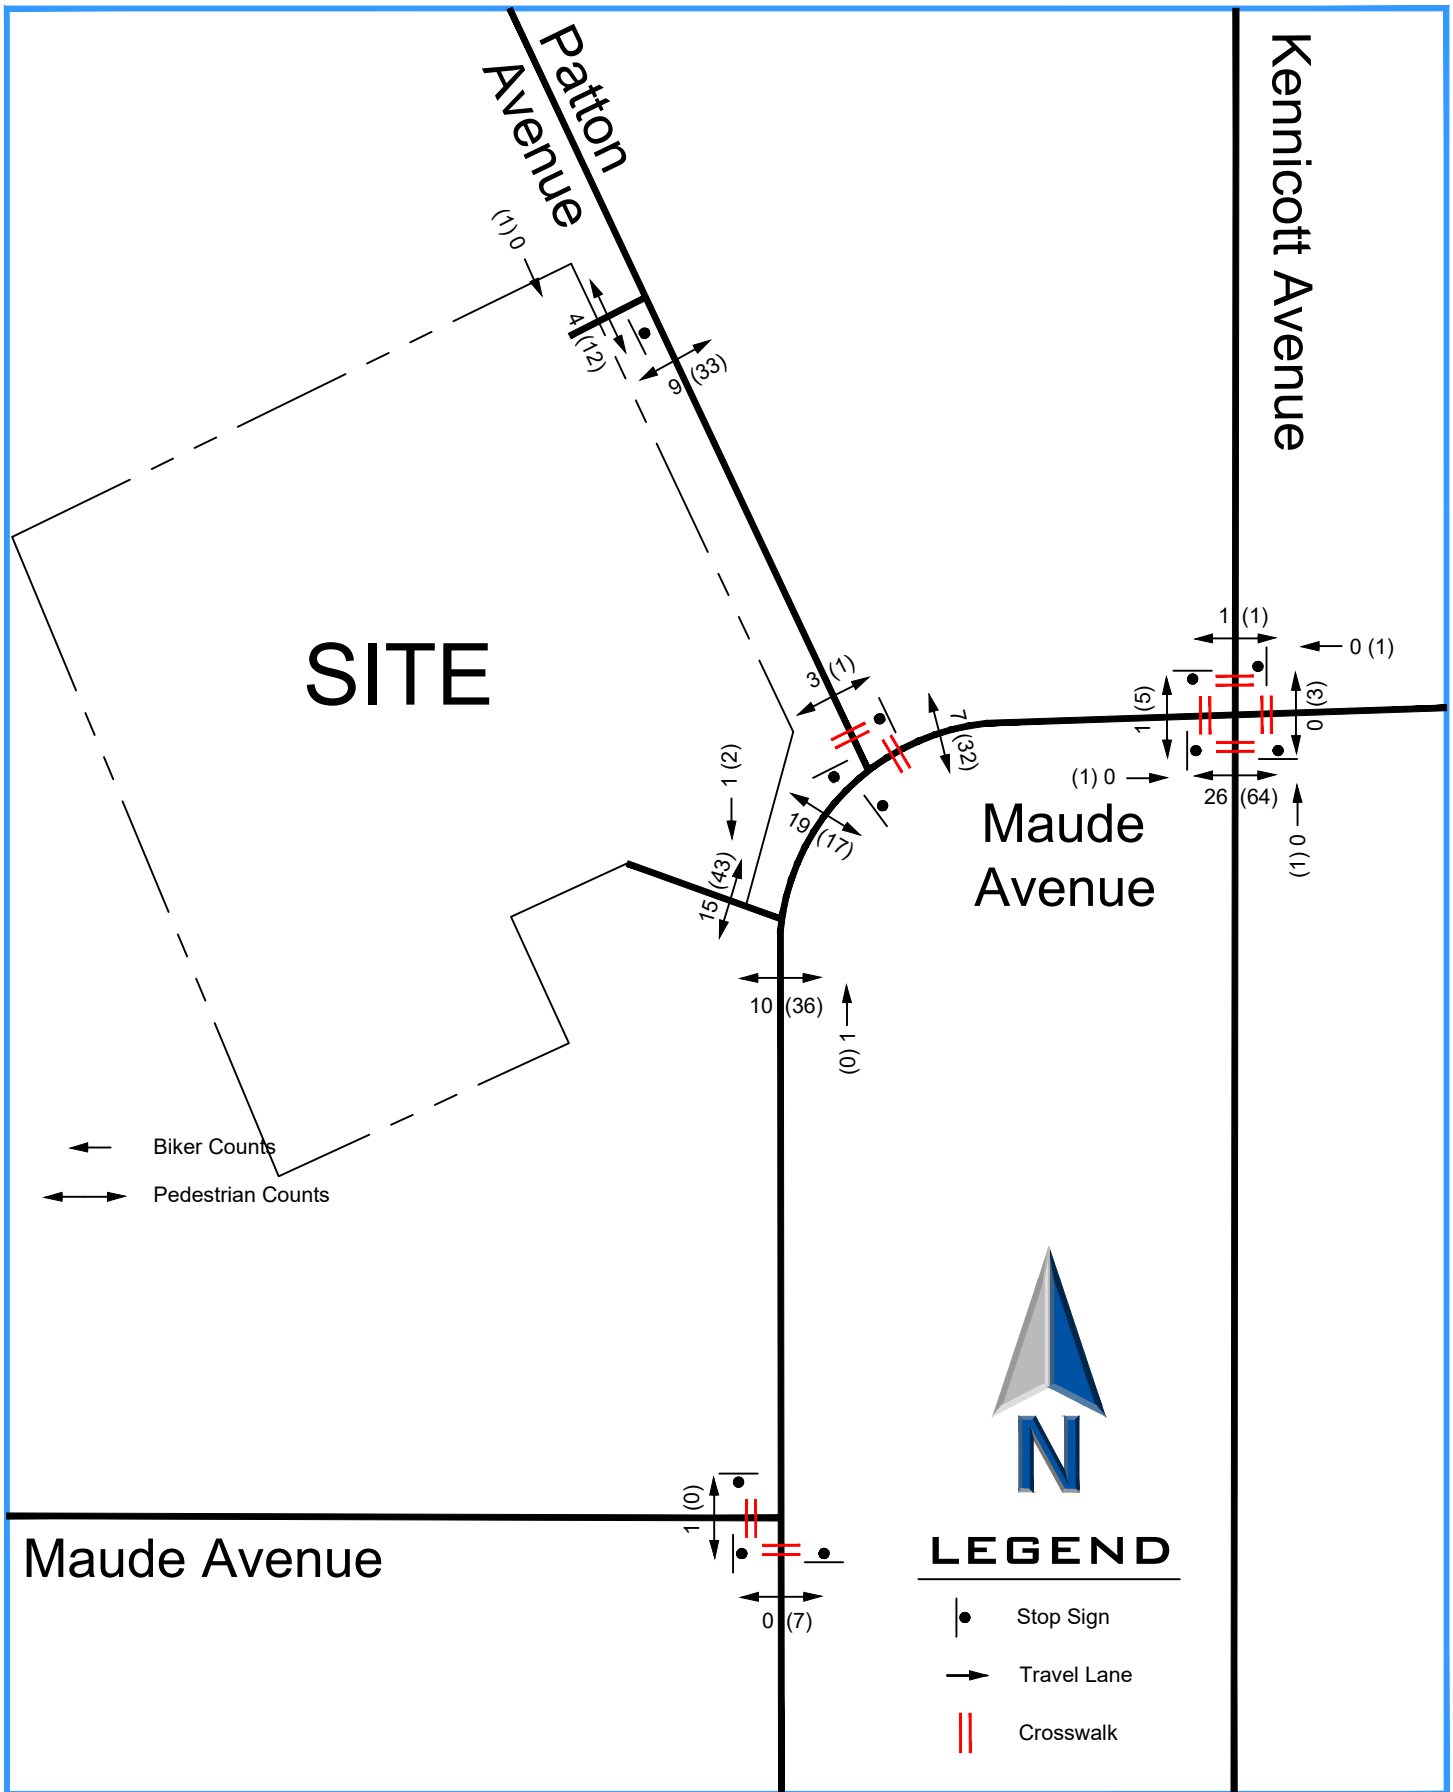 Patton
Avenue
Kennicott Avenue
(1) 0
4 (12)
9 (33)
SITE
1 (1)
0 (1)
1 (5)
0 (3)
3 (1)
7 (32)
(1) 0
26 (64)
(1) 0
1 (2)
19 (17)
Maude
Avenue
15 (43)
10 (36)
(0) 1
Biker Counts
Pedestrian Counts
N
1 (0)
Maude Avenue
0 (7)
LEGEND
Stop Sign
Travel Lane
Crosswalk